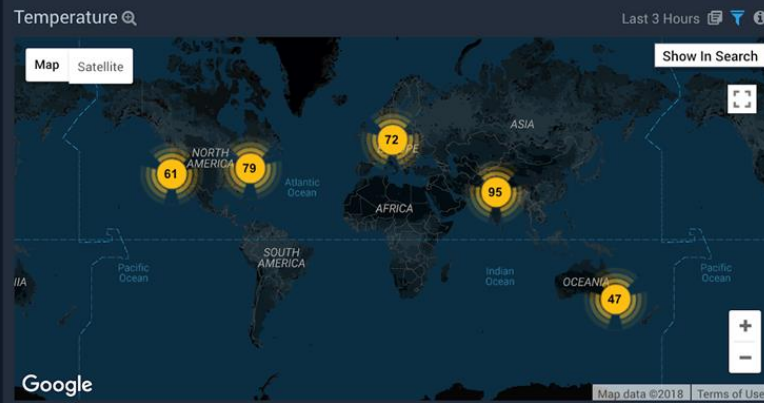 Temperature
Last 3 Hours
Map
Satellite
Show In Search
72
ASIA
NORTH
AMERICA
61
79
Atlantic
Ocean
95
AFRICA
SOUTH
AMERICA
Pacific
Ocean
Indian
Ocean
OCEANIA
47
Pacific
Ocean
IIA
+
−
Google
Map data ©2018
Terms of Use